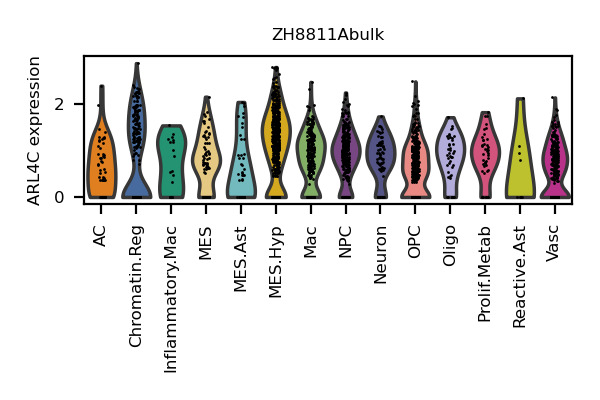 ZH8811Abulk
ARL4C expression
2
0
AC
Chromatin.Reg
Inflammatory.Mac
MES
MES.Ast
MES.Hyp
Mac
NPC
Neuron
OPC
Oligo
Prolif.Metab
Reactive.Ast
Vasc